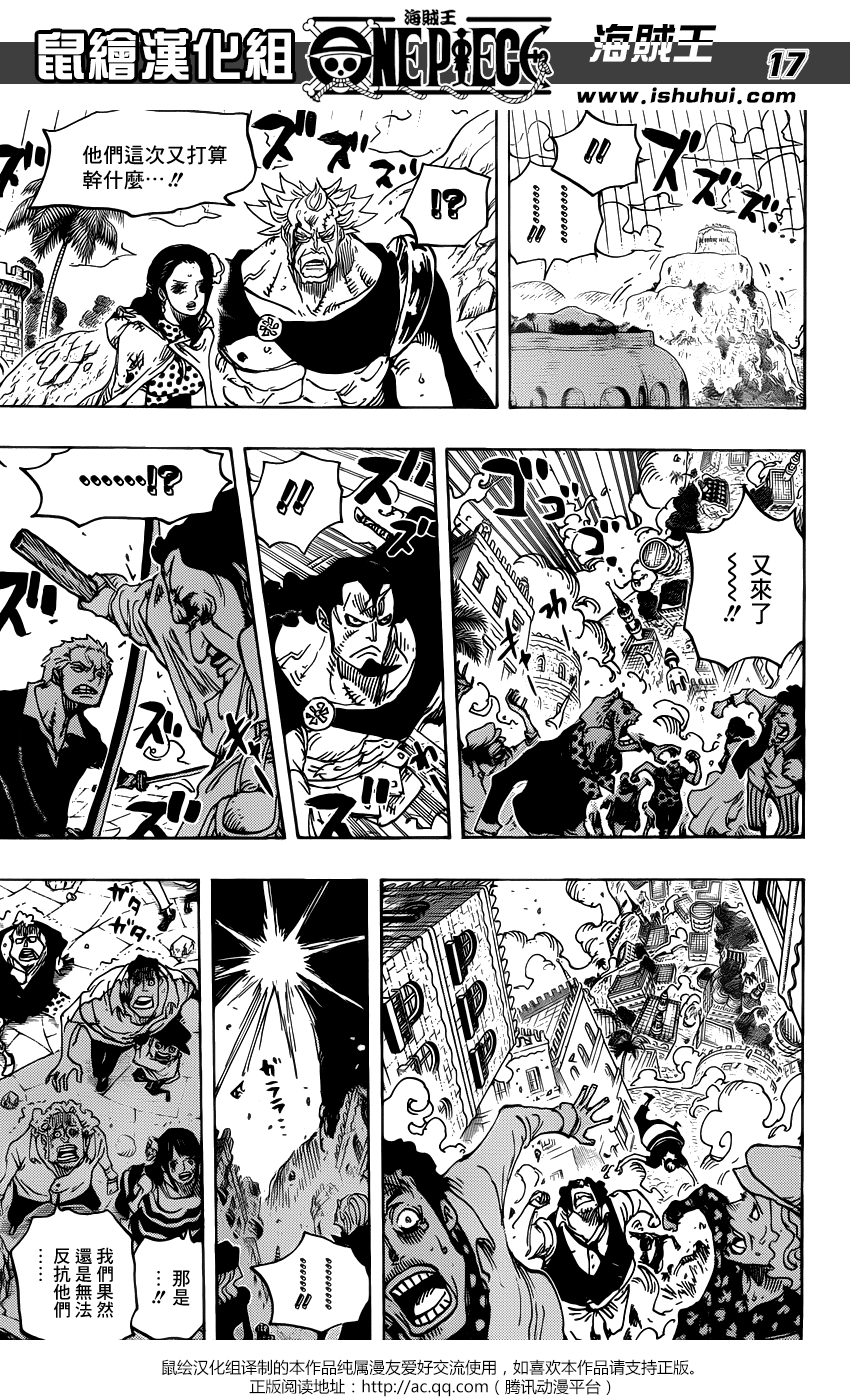 鼠繪漢化組
海賊王
ONE PIECE
海賊王
17
www.ishuhui.com
!!
…………
ズズズ…
!?
他們這次又打算
幹什麼…!!
ズズズ
又來了
~~~!!
ゴゴ…
!!
ズズ
………!?
ズズ
…………
!!
ガラララ…
ガタガタ
那是
…!!
我們果然
還是無法
反抗他們
……
鼠绘汉化组译制的本作品纯属漫友爱好交流使用，如喜欢本作品请支持正版。
正版阅读地址：http://ac.qq.com（腾讯动漫平台）